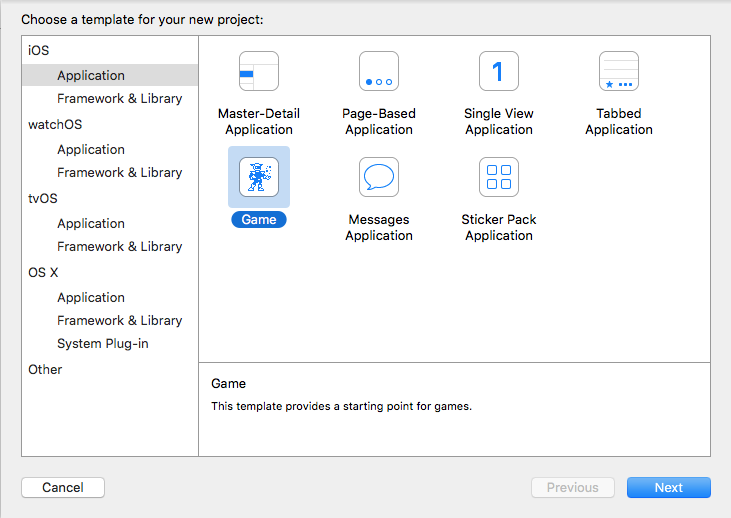 Choose a template for your new project:
iOS
Application
Framework & Library
watchOS
Application
Framework & Library
tvOS
Application
Framework & Library
OS X
Application
Framework & Library
System Plug-in
Other
Master-Detail
Application
Page-Based
Application
1
Single View
Application
Tabbed
Application
Game
Messages
Application
Sticker Pack
Application
Game
This template provides a starting point for games.
Cancel
Previous
Next